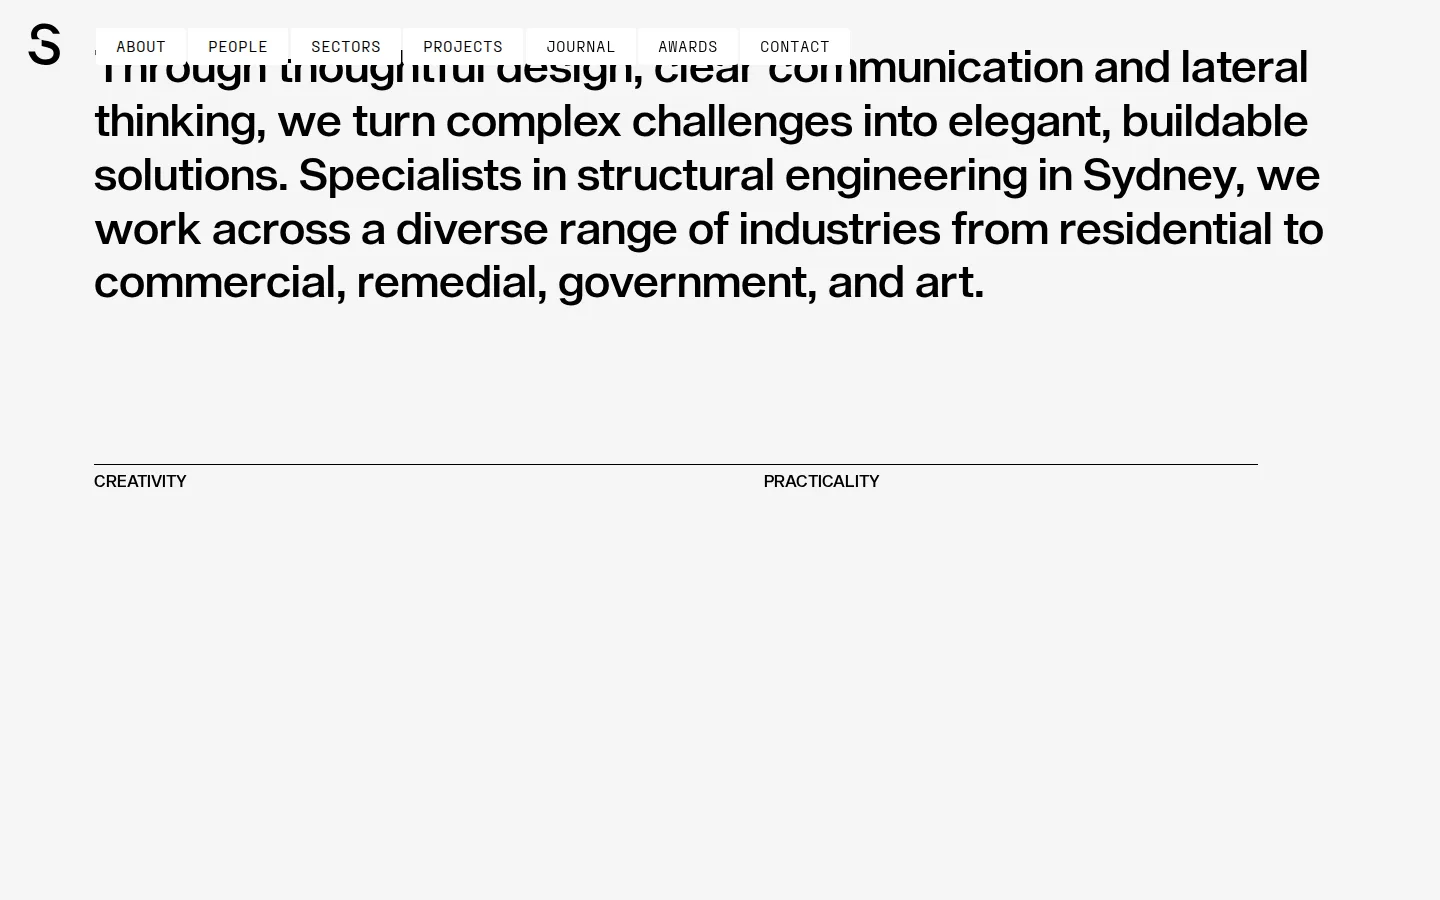 S
ABOUT PEOPLE SECTORS PROJECTS JOURNAL AWARDS CONTACT
Through thoughtful design, clear communication and lateral
thinking, we turn complex challenges into elegant, buildable
solutions. Specialists in structural engineering in Sydney, we
work across a diverse range of industries from residential to
commercial, remedial, government, and art.
CREATIVITY PRACTICALITY